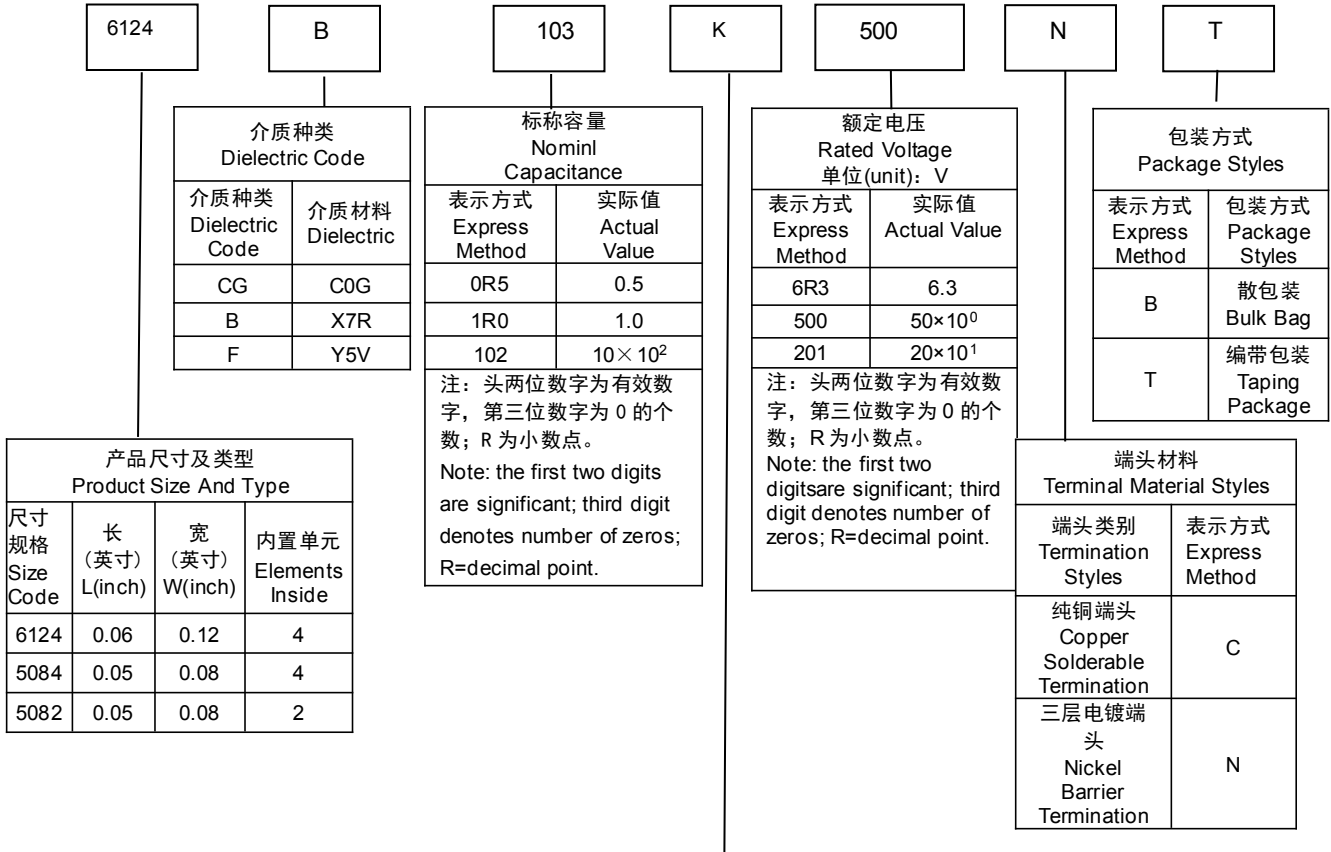 6124
B
103
K
500
N
T
介质种类
Dielectric Code
介质种类
Dielectric
Code
介质材料
Dielectric
CG
C0G
B
X7R
F
Y5V
标称容量
Nominl
Capacitance
表示方式
Express
Method
实际值
Actual
Value
0R5
0.5
1R0
1.0
102
10×10²
注：头两位数字为有效数
字，第三位数字为 0 的个
数；R 为小数点。
Note: the first two digits
are significant; third digit
denotes number of zeros;
R=decimal point.
额定电压
Rated Voltage
单位(unit)：V
表示方式
Express
Method
实际值
Actual Value
6R3
6.3
500
50×10⁰
201
20×10¹
注：头两位数字为有效数
字，第三位数字为 0 的个
数；R 为小数点。
Note: the first two
digitsare significant; third
digit denotes number of
zeros; R=decimal point.
包装方式
Package Styles
表示方式
Express
Method
包装方式
Package
Styles
B
散包装
Bulk Bag
T
编带包装
Taping
Package
产品尺寸及类型
Product Size And Type
尺寸
规格
Size
Code
长
（英寸）
L(inch)
宽
（英寸）
W(inch)
内置单元
Elements
Inside
6124
0.06
0.12
4
5084
0.05
0.08
4
5082
0.05
0.08
2
端头材料
Terminal Material Styles
端头类别
Termination
Styles
表示方式
Express
Method
纯铜端头
Copper
Solderable
Termination
C
三层电镀端
头
Nickel
Barrier
Termination
N